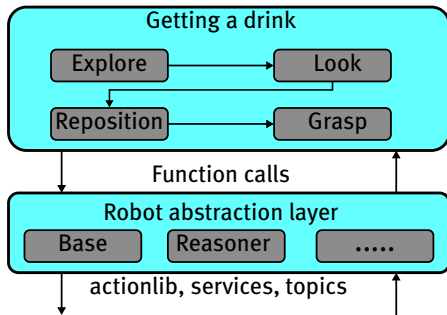 Getting a drink
Explore
Look
Reposition
Grasp
Function calls
Robot abstraction layer
Base
Reasoner
.....
actionlib, services, topics